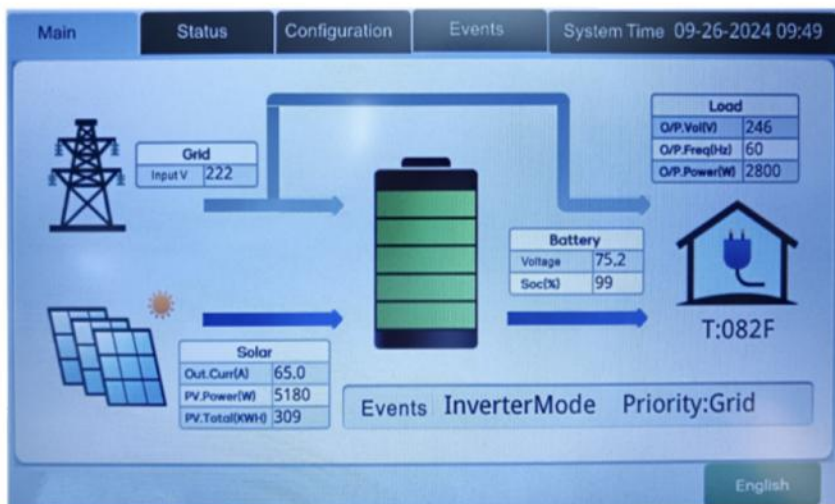 Main Status Configuration Events System Time 09-26-2024 09:49
Grid
Input V 222
Load
O/P.Vol(V) 246
O/P.Freq(Hz) 60
O/P.Power(W) 2800
Battery
Voltage 75.2
Soc(%) 99
T:082F
Solar
Out.Curr(A) 65.0
PV.Power(W) 5180
PV.Total(KWH) 309
Events InverterMode Priority:Grid
English